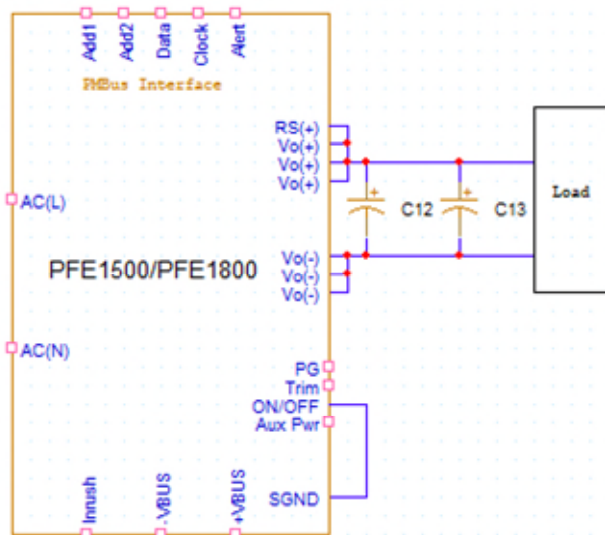 Add1
Add2
Data
Clock
Alert
PMBus Interface
RS(+)
Vo(+)
Vo(+)
Vo(+)
AC(L)
C12
C13
Load
PFE1500/PFE1800
Vo(-)
Vo(-)
Vo(-)
AC(N)
PG
Trim
ON/OFF
Aux Pwr
SGND
Inrush
-VBUS
+VBUS